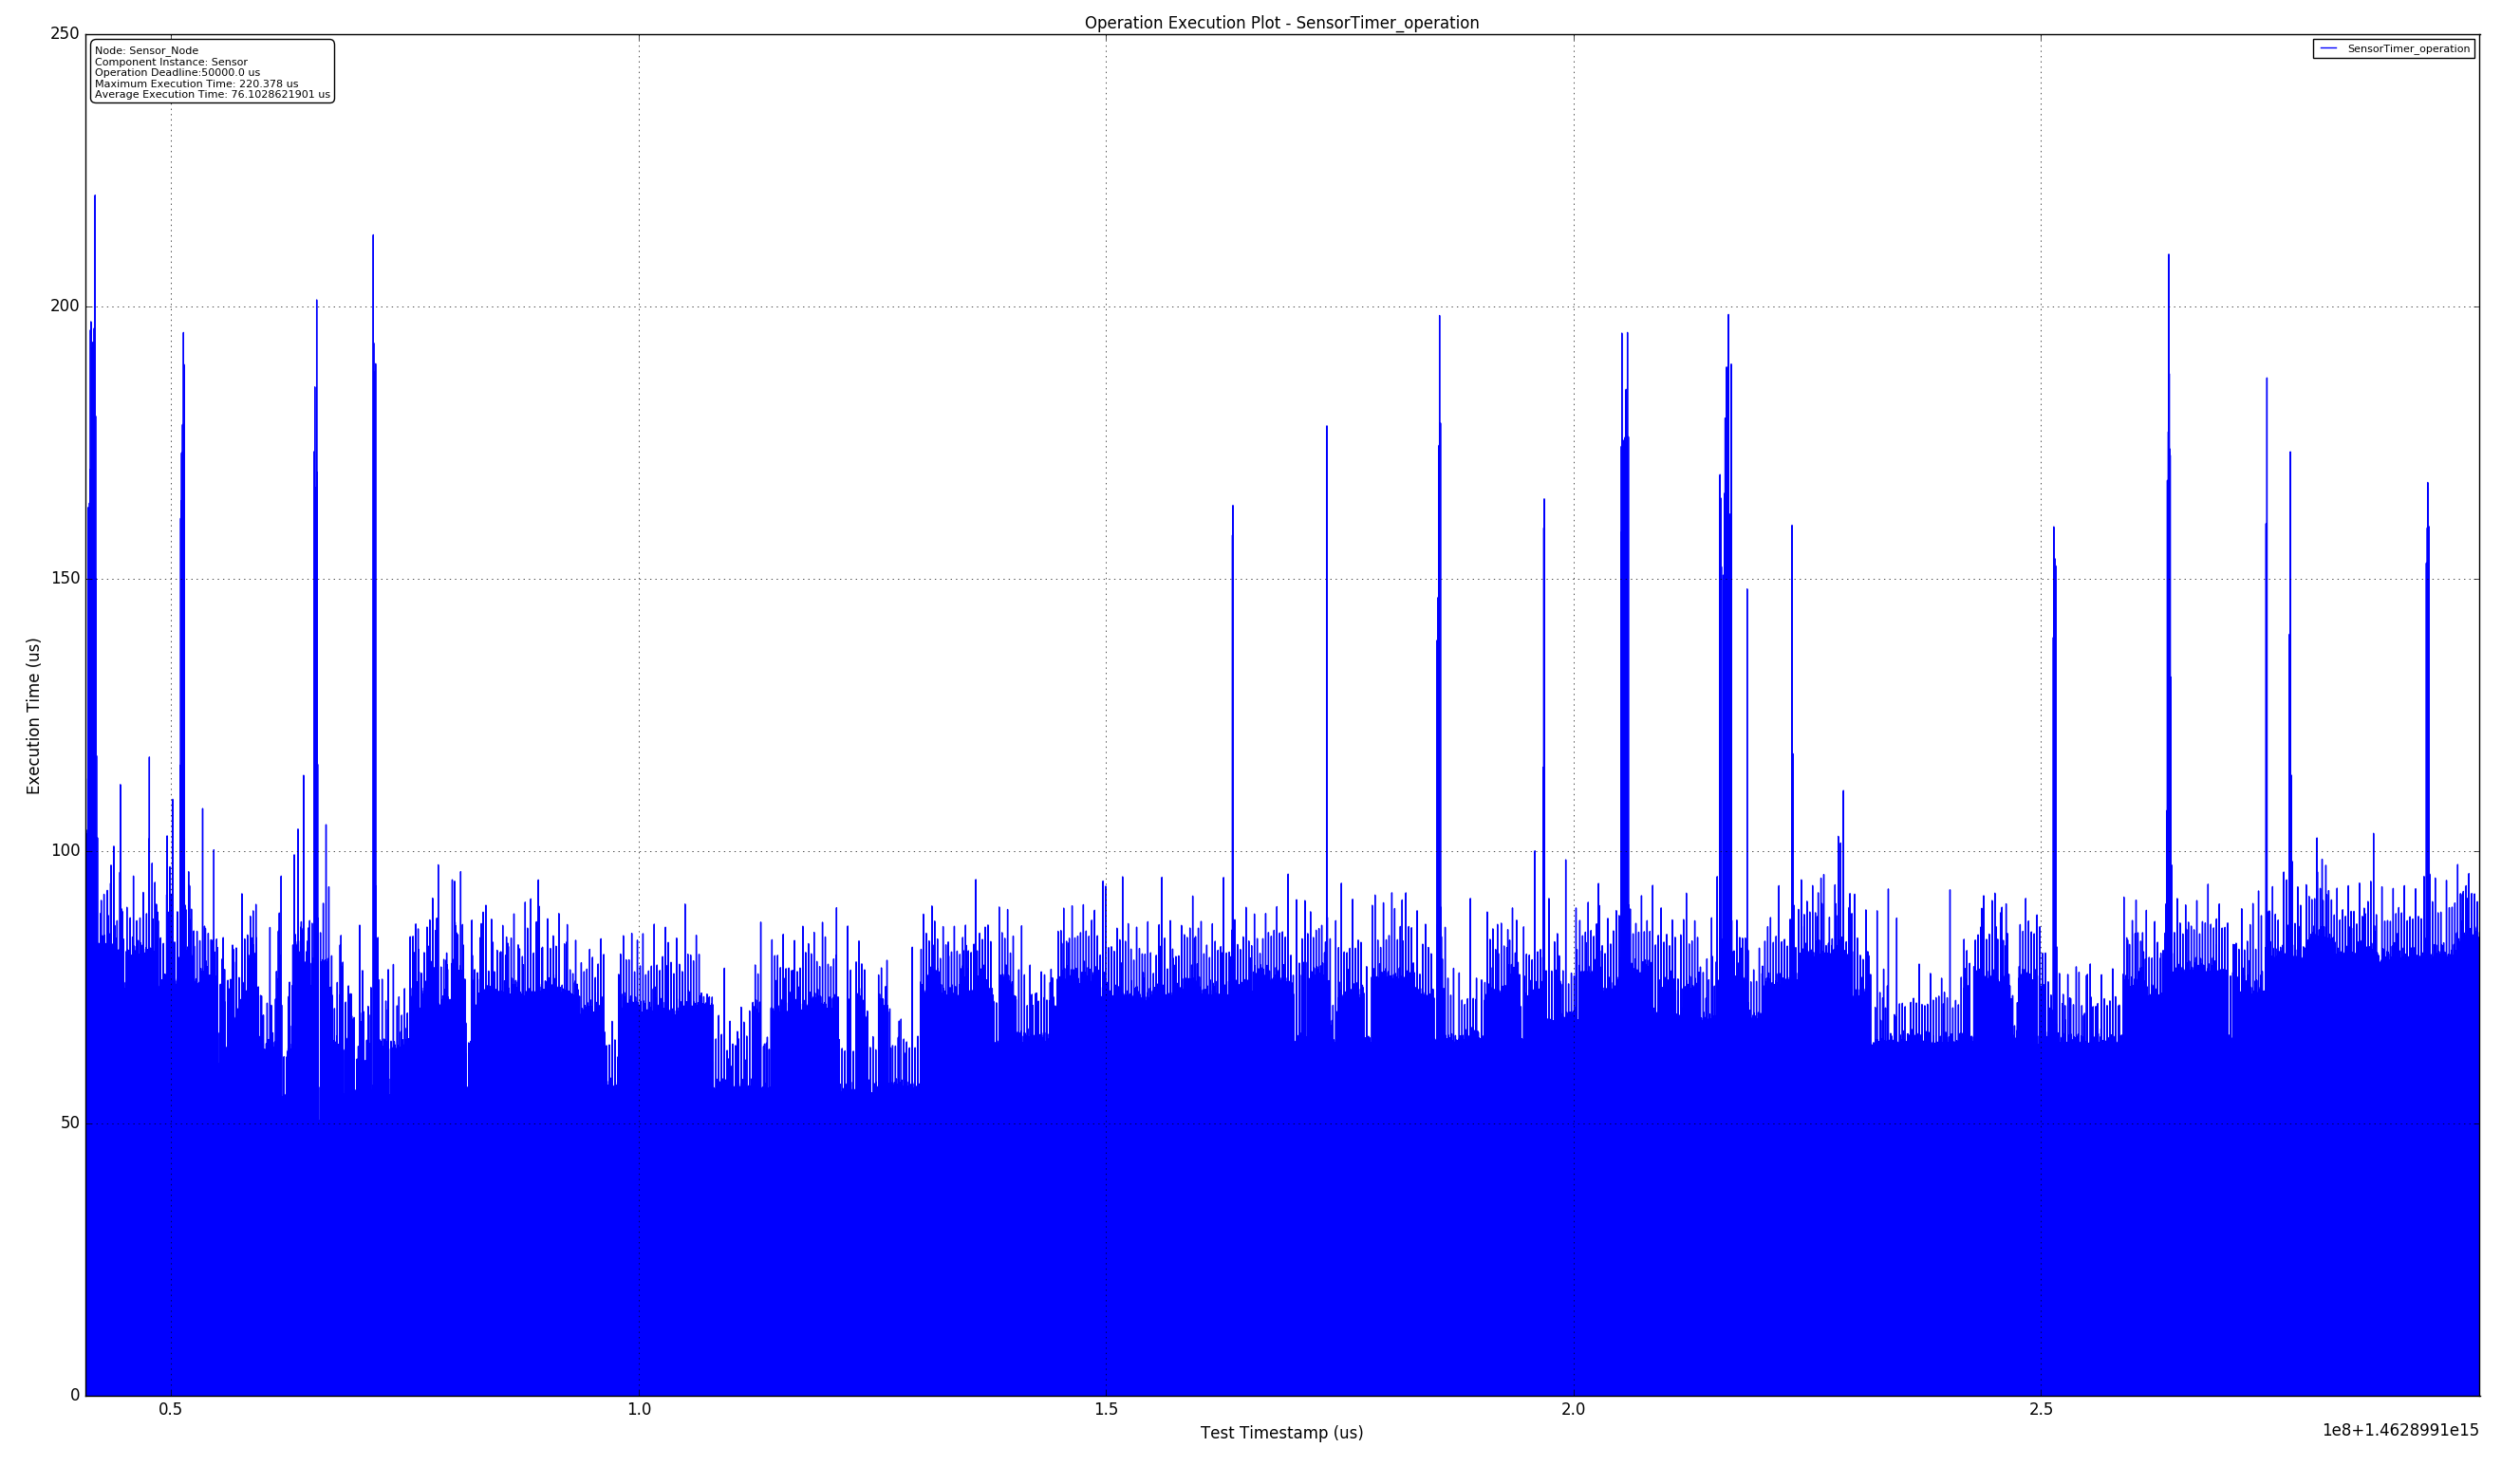 Operation Execution Plot - SensorTimer_operation
Node: Sensor_Node
Component Instance: Sensor
Operation Deadline:50000.0 us
Maximum Execution Time: 220.378 us
Average Execution Time: 76.1028621901 us
SensorTimer_operation
Execution Time (us)
250
200
150
100
50
0
0.5
1.0
1.5
2.0
2.5
Test Timestamp (us)
1e8+1.4628991e15